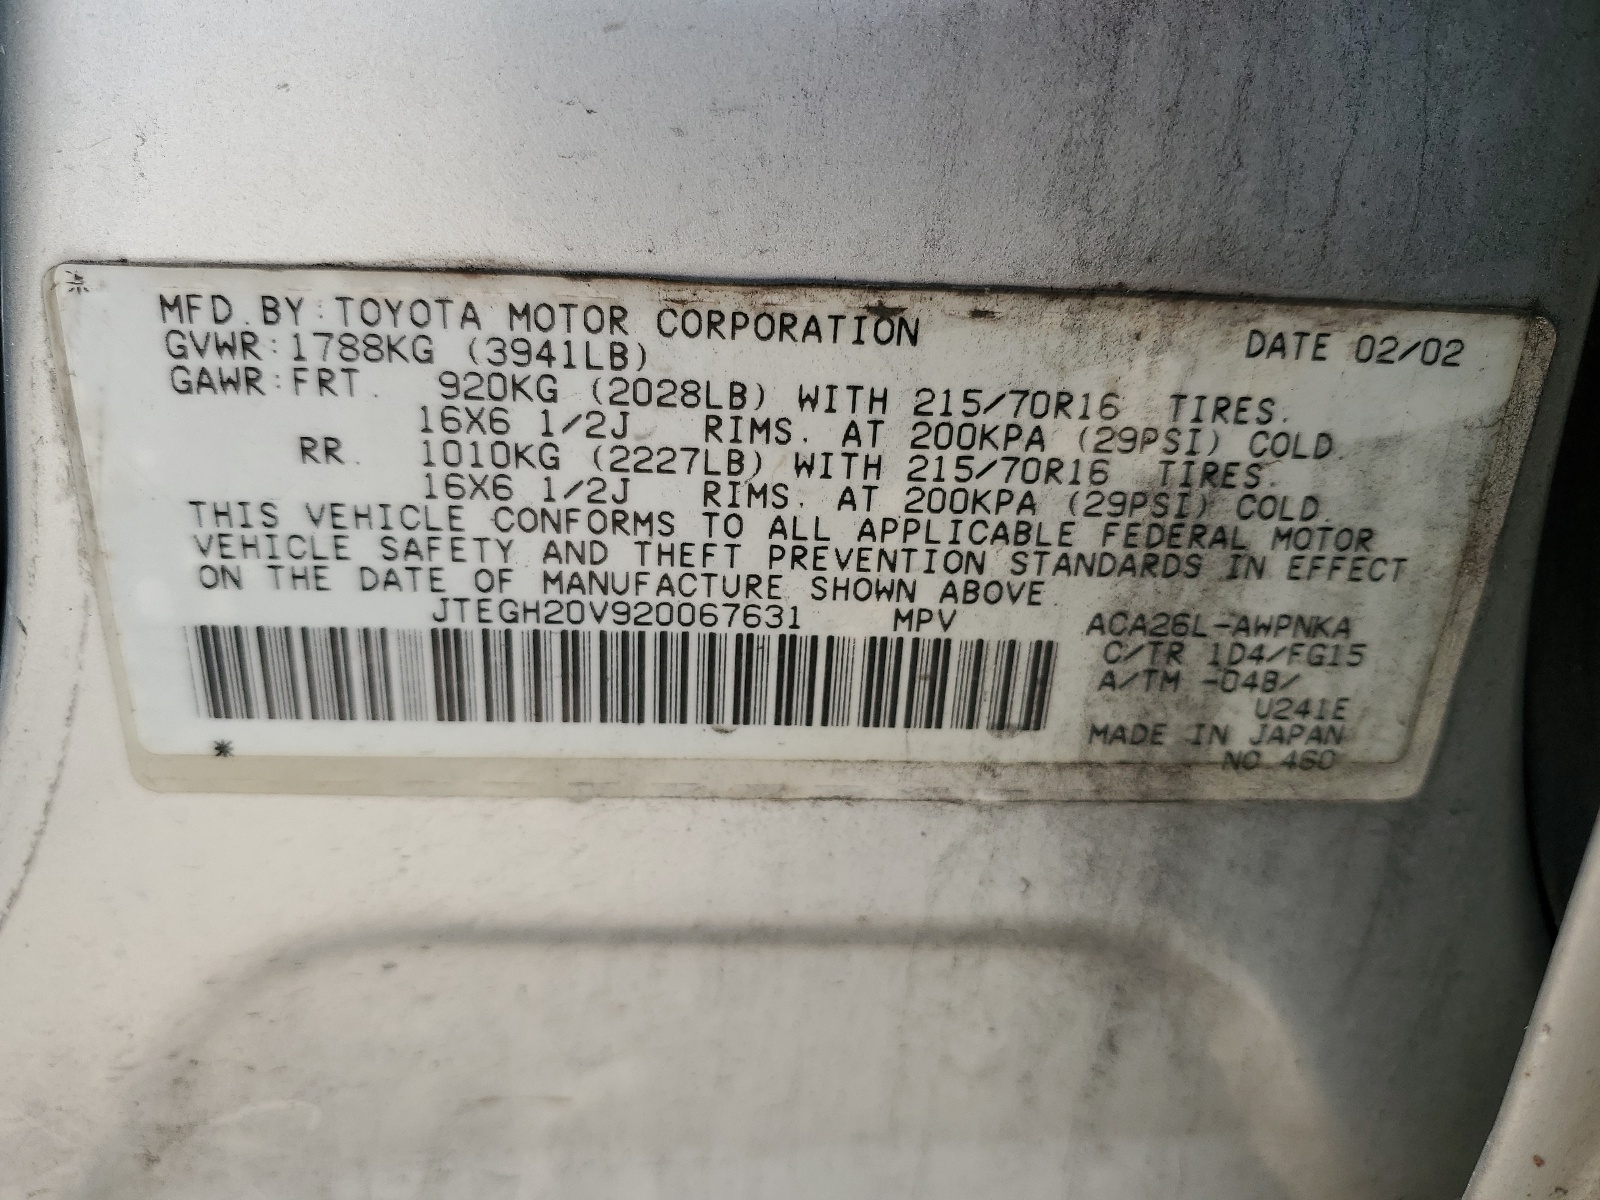 MFD. BY: TOYOTA MOTOR CORPORATION DATE 02/02
GVWR: 1788KG (3941LB)
GAWR: FRT. 920KG (2028LB) WITH 215/70R16 TIRES.
16X6 1/2J RIMS. AT 200KPA (29PSI) COLD.
RR. 1010KG (2227LB) WITH 215/70R16 TIRES.
16X6 1/2J RIMS. AT 200KPA (29PSI) COLD.
THIS VEHICLE CONFORMS TO ALL APPLICABLE FEDERAL MOTOR
VEHICLE SAFETY AND THEFT PREVENTION STANDARDS IN EFFECT
ON THE DATE OF MANUFACTURE SHOWN ABOVE
JTEGH20V920067631 MPV ACA26L-AWPNKA
C/TR 1D4/FG15
A/TM -04B/
U241E
MADE IN JAPAN
NO 460